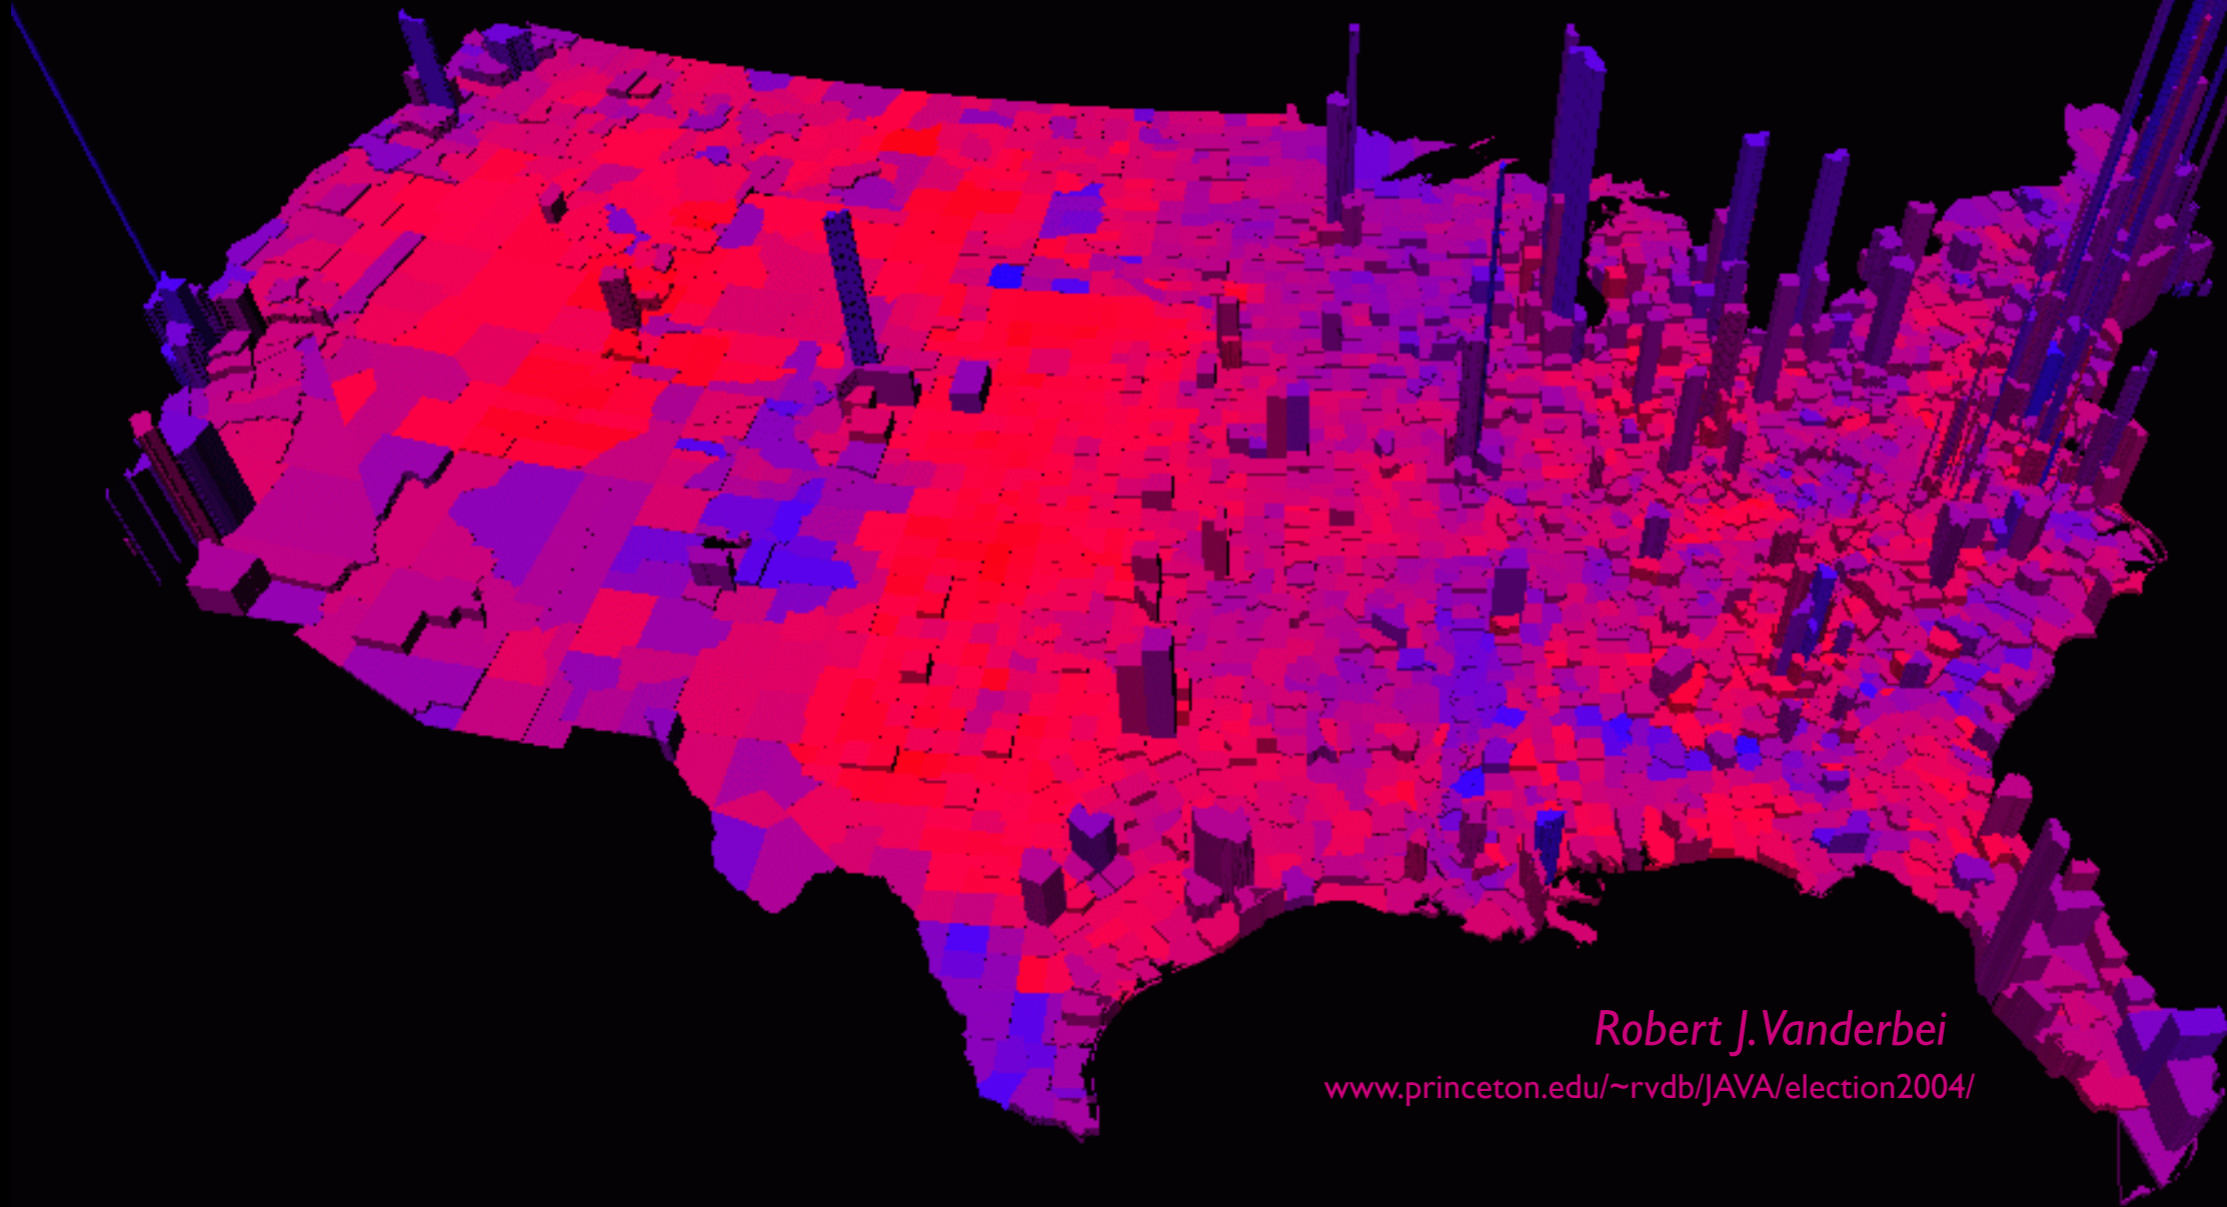 Robert J. Vanderbei
www.princeton.edu/~rvdb/JAVA/election2004/